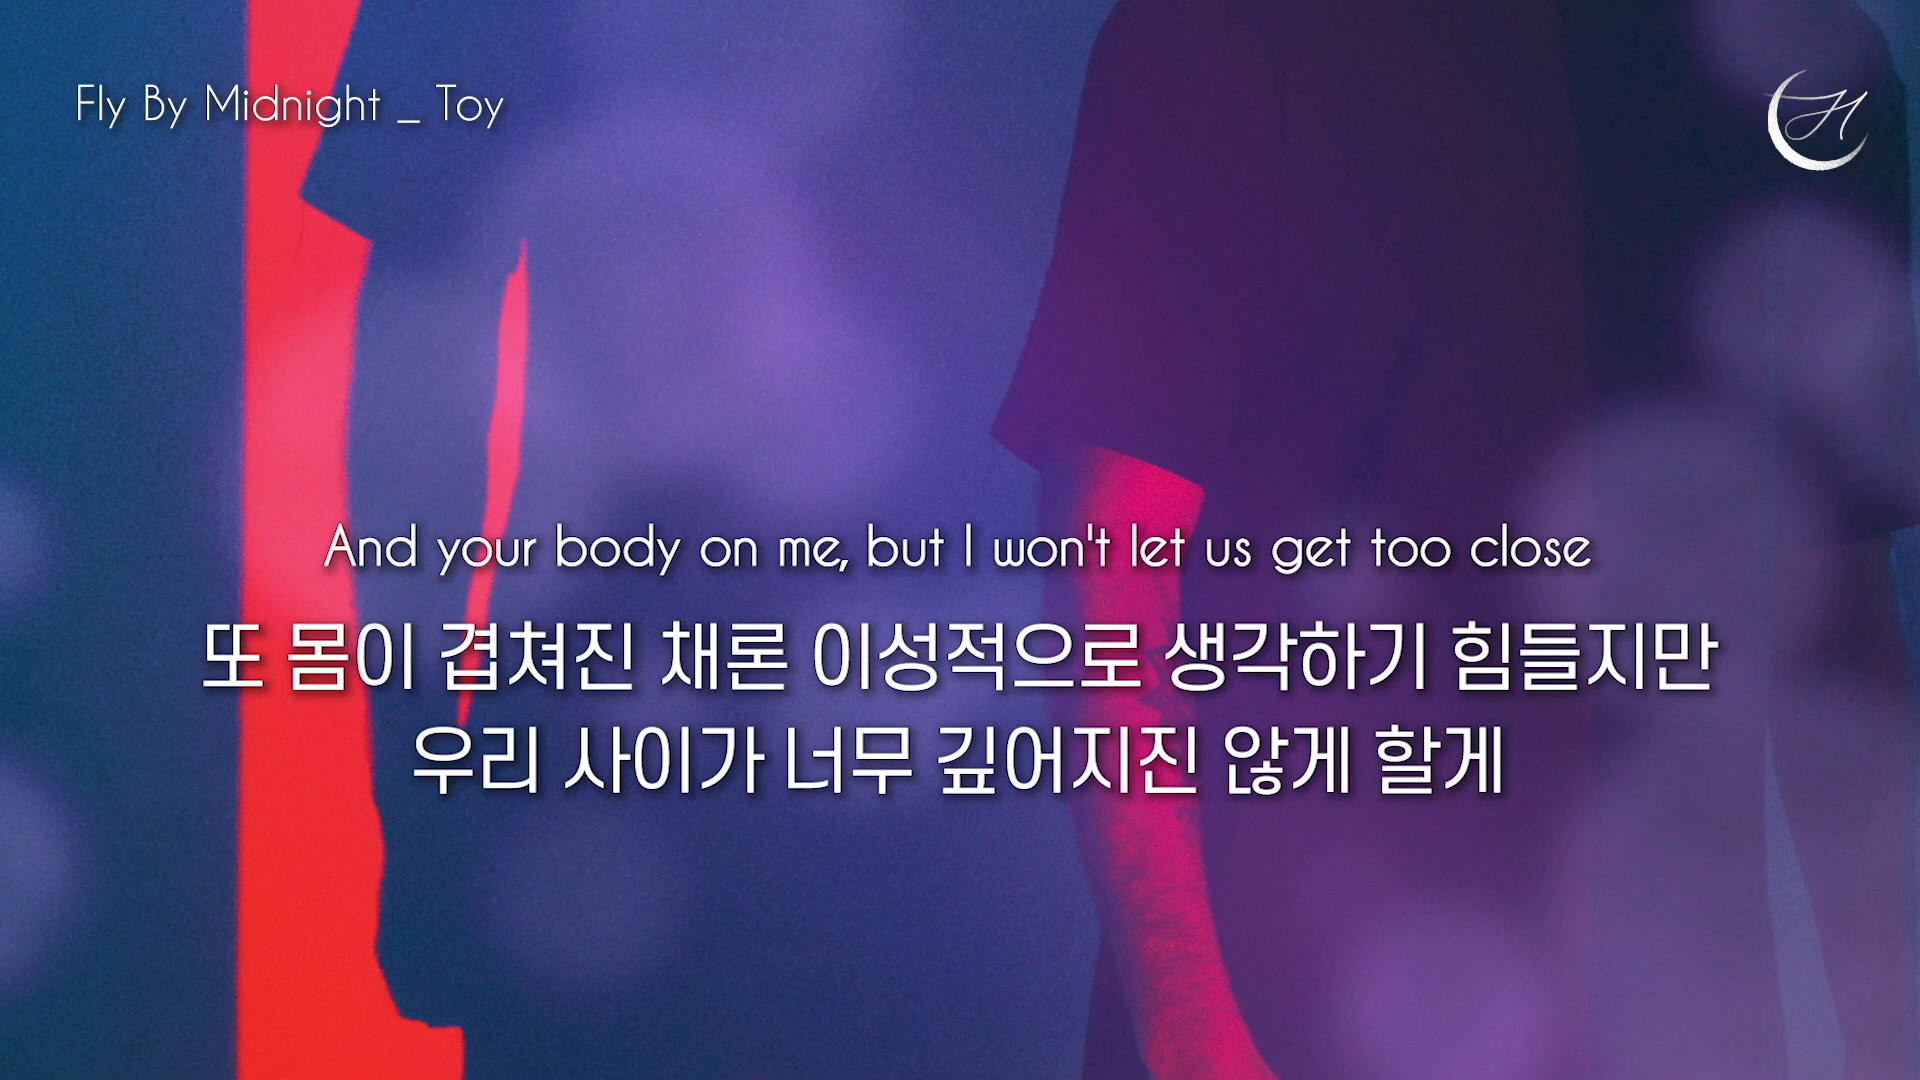 Fly By Midnight _ Toy
And your body on me, but I won't let us get too close
또 몸이 겹쳐진 채론 이성적으로 생각하기 힘들지만
우리 사이가 너무 깊어지진 않게 할게